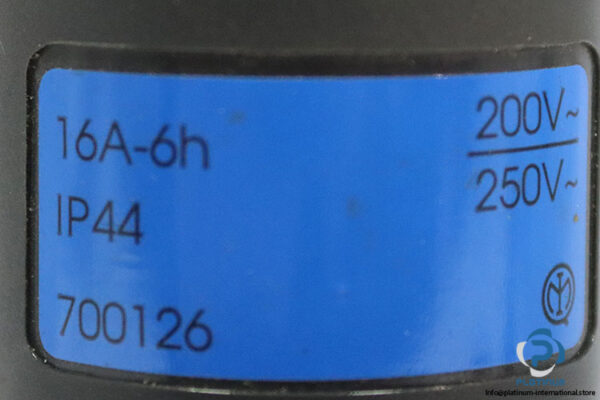 16A-6h
IP44
700126
200V~
250V~
info@platinum-international.store